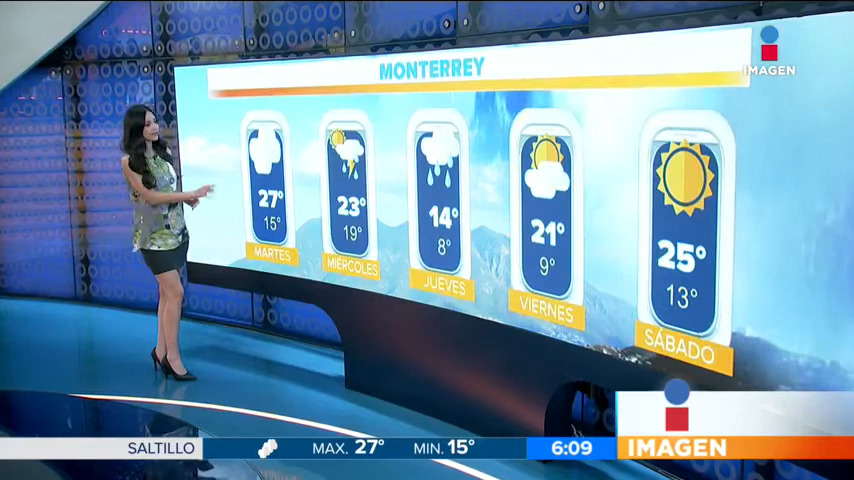 MONTERREY
IMAGEN
27°
15°
MARTES
23°
19°
MIÉRCOLES
14°
8°
JUEVES
21°
9°
VIERNES
25°
13°
SÁBADO
SALTILLO MAX. 27° MIN. 15° 6:09 IMAGEN